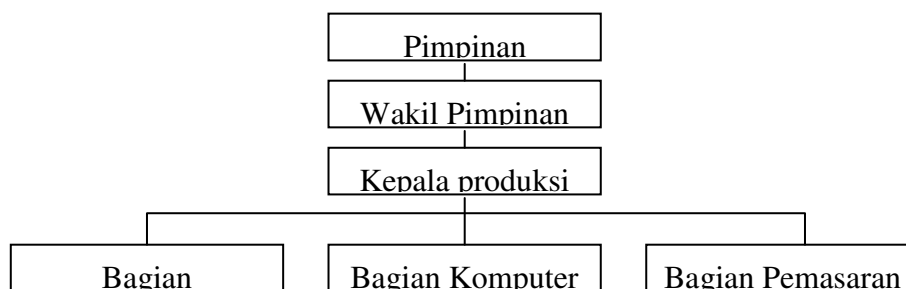 Pimpinan
Wakil Pimpinan
Kepala produksi
Bagian
Bagian Komputer
Bagian Pemasaran